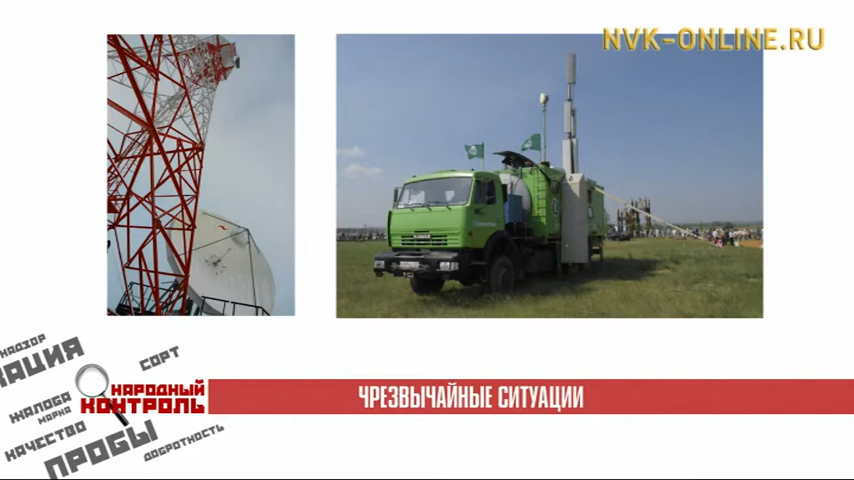 NVK-ONLINE.RU
НАДЗОР
АЦИЯ
СОРТ
НАРОДНЫЙ
КОНТРОЛЬ
ЧРЕЗВЫЧАЙНЫЕ СИТУАЦИИ
ЖАЛОБА
МАРКА
КАЧЕСТВО
ПРОБЫ
ДОБРОТНОСТЬ